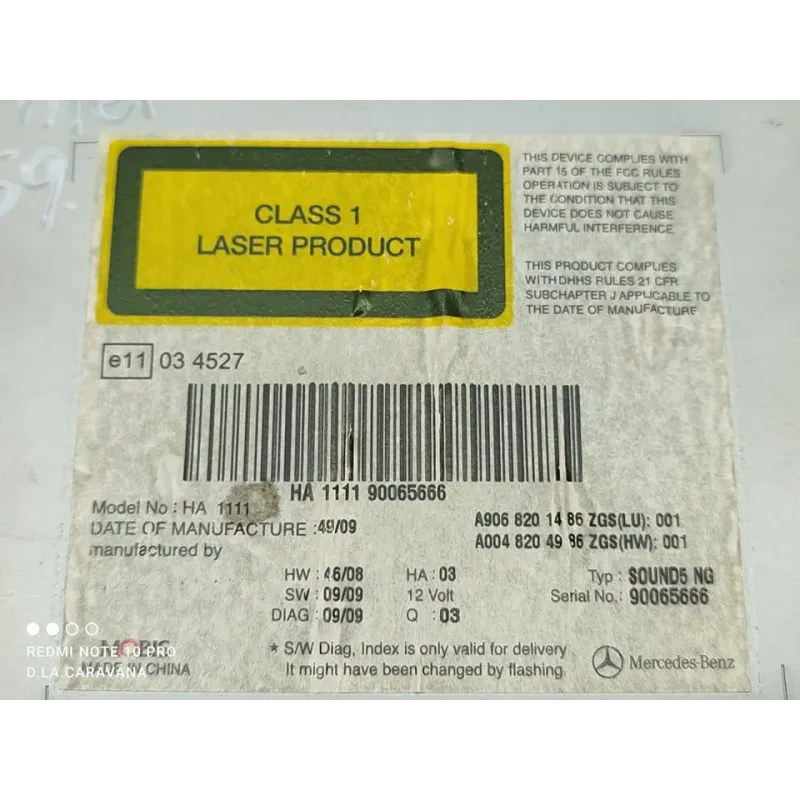 59.
CLASS 1
LASER PRODUCT
THIS DEVICE COMPLIES WITH
PART 15 OF THE FCC RULES
OPERATION IS SUBJECT TO
THE CONDITION THAT THIS
DEVICE DOES NOT CAUSE
HARMFUL INTERFERENCE.
THIS PRODUCT COMPLIES
WITH DHHS RULES 21 CFR
SUBCHAPTER J APPLICABLE TO
THE DATE OF MANUFACTURE
e11 03 4527
HA 1111 90065666
Model No : HA 1111
DATE OF MANUFACTURE :49/09
manufactured by
A906 820 14 86 ZGS(LU): 001
A004 820 49 86 ZGS(HW): 001
HW : 46/08 HA : 03 Typ : SOUND5 NG
SW : 09/09 12 Volt Serial No.: 90065666
DIAG : 09/09 Q : 03
MOBIS
MADE IN CHINA
* S/W Diag, Index is only valid for delivery
It might have been changed by flashing
Mercedes-Benz
REDMI NOTE 10 PRO
D.LA.CARAVANA